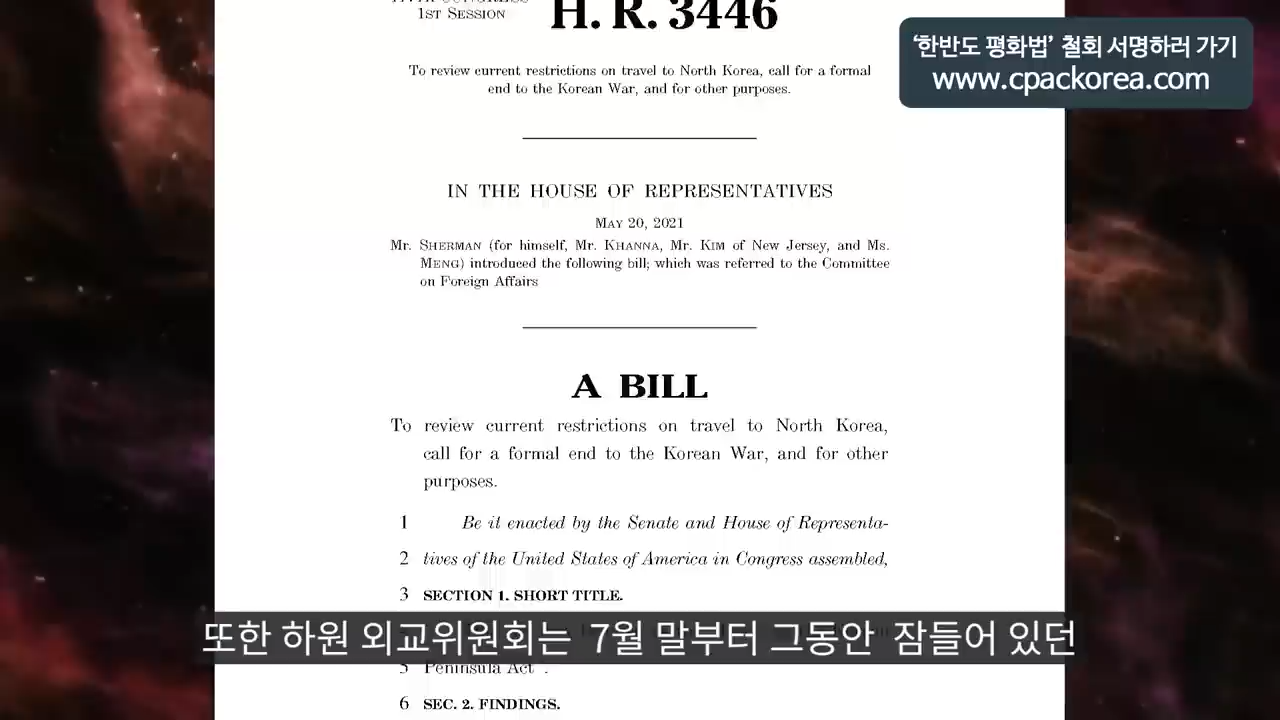 1ST SESSION
H. R. 3446
‘한반도 평화법’ 철회 서명하러 가기
www.cpackorea.com
To review current restrictions on travel to North Korea, call for a formal
end to the Korean War, and for other purposes.
IN THE HOUSE OF REPRESENTATIVES
MAY 20, 2021
Mr. SHERMAN (for himself, Mr. KHANNA, Mr. KIM of New Jersey, and Ms.
MENG) introduced the following bill; which was referred to the Committee
on Foreign Affairs
A BILL
To review current restrictions on travel to North Korea,
call for a formal end to the Korean War, and for other
purposes.
1 Be it enacted by the Senate and House of Representa-
2 tives of the United States of America in Congress assembled,
3 SECTION 1. SHORT TITLE.
또한 하원 외교위원회는 7월 말부터 그동안 잠들어 있던
5 Peninsula Act
6 SEC. 2. FINDINGS.